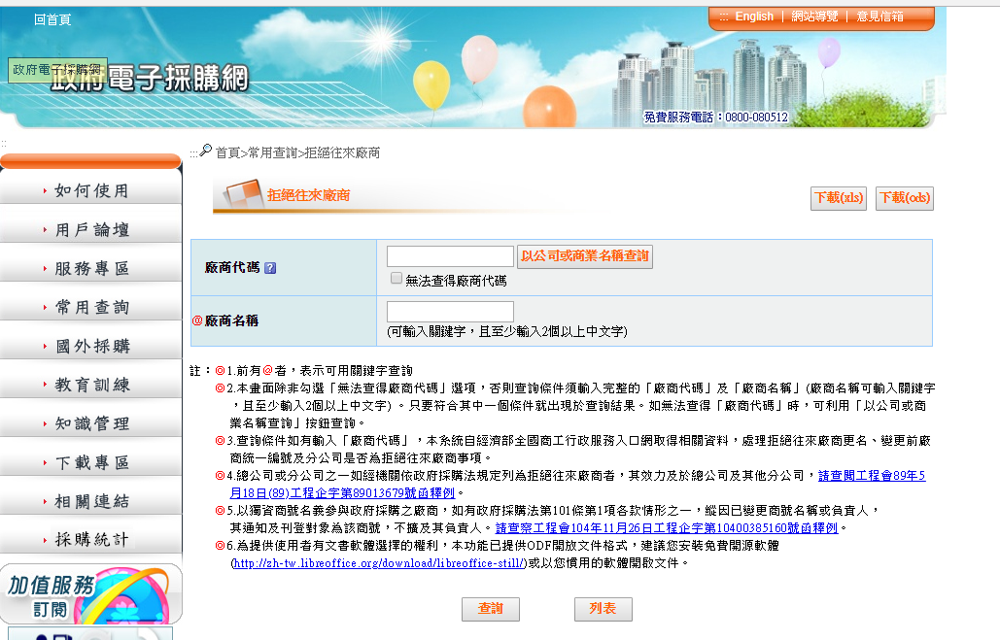 回首頁
::: English | 網站導覽 | 意見信箱
政府電子採購網
政府電子採購網
免費服務電話：0800-080512
:::
:::首頁>常用查詢>拒絕往來廠商
如何使用
用戶論壇
服務專區
常用查詢
國外採購
教育訓練
知識管理
下載專區
相關連結
採購統計
加值服務
訂閱
拒絕往來廠商
下載(xls) 下載(ods)
廠商代碼 ?
以公司或商業名稱查詢
無法查得廠商代碼
@廠商名稱
(可輸入關鍵字，且至少輸入2個以上中文字)
註：◎1.前有@者，表示可用關鍵字查詢
◎2.本畫面除非勾選「無法查得廠商代碼」選項，否則查詢條件須輸入完整的「廠商代碼」及「廠商名稱」(廠商名稱可輸入關鍵字
，且至少輸入2個以上中文字) 。只要符合其中一個條件就出現於查詢結果。如無法查得「廠商代碼」時，可利用「以公司或商
業名稱查詢」按鈕查詢。
◎3.查詢條件如有輸入「廠商代碼」，本系統自經濟部全國商工行政服務入口網取得相關資料，處理拒絕往來廠商更名、變更前廠
商統一編號及分公司是否為拒絕往來廠商事項。
◎4.總公司或分公司之一如經機關依政府採購法規定列為拒絕往來廠商者，其效力及於總公司及其他分公司，請查閱工程會89年5
月18日(89)工程企字第89013679號函釋例。
◎5.以獨資商號名義參與政府採購之廠商，如有政府採購法第101條第1項各款情形之一，縱因已變更商號名稱或負責人，
其通知及刊登對象為該商號，不擴及其負責人。請查察工程會104年11月26日工程企字第10400385160號函釋例。
◎6.為提供使用者有文書軟體選擇的權利，本功能已提供ODF開放文件格式，建議您安裝免費開源軟體
(http://zh-tw.libreoffice.org/download/libreoffice-still/)或以您慣用的軟體開啟文件。
查詢 列表